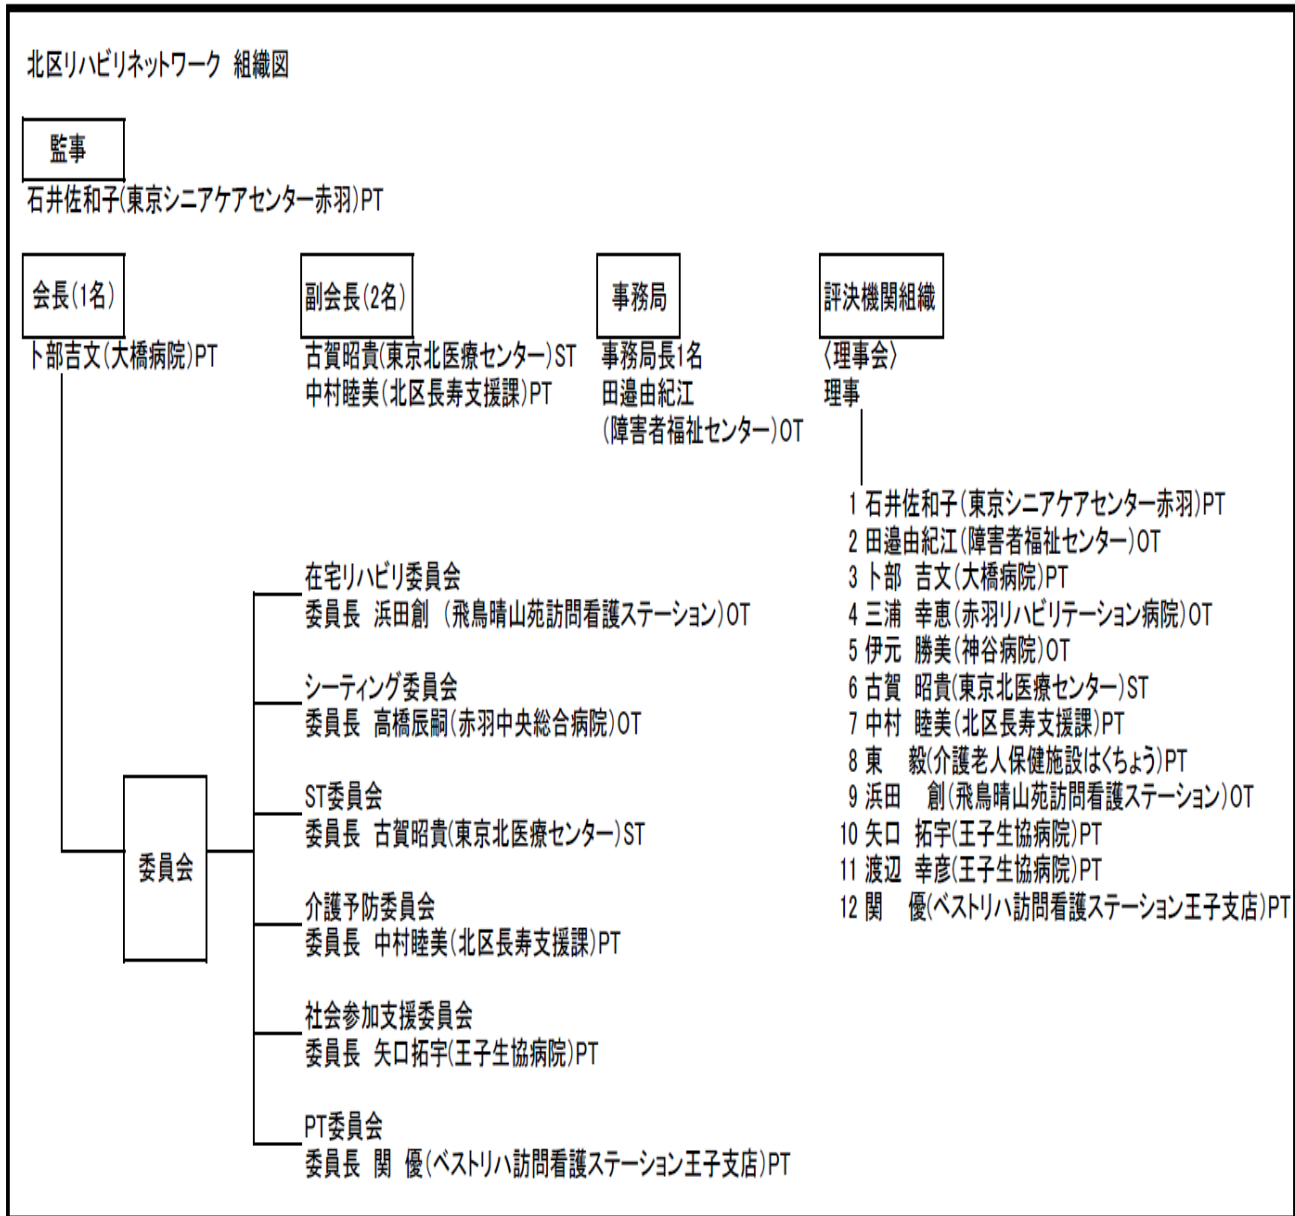 北区リハビリネットワーク 組織図
監事
石井佐和子(東京シニアケアセンター赤羽)PT
会長(1名)
卜部吉文(大橋病院)PT
副会長(2名)
古賀昭貴(東京北医療センター)ST
中村睦美(北区長寿支援課)PT
事務局
事務局長1名
田邉由紀江
(障害者福祉センター)OT
評決機関組織
〈理事会〉
理事
1 石井佐和子(東京シニアケアセンター赤羽)PT
2 田邉由紀江(障害者福祉センター)OT
3 卜部 吉文(大橋病院)PT
4 三浦 幸恵(赤羽リハビリテーション病院)OT
5 伊元 勝美(神谷病院)OT
6 古賀 昭貴(東京北医療センター)ST
7 中村 睦美(北区長寿支援課)PT
8 東 毅(介護老人保健施設はくちょう)PT
9 浜田 創(飛鳥晴山苑訪問看護ステーション)OT
10 矢口 拓宇(王子生協病院)PT
11 渡辺 幸彦(王子生協病院)PT
12 関 優(ベストリハ訪問看護ステーション王子支店)PT
委員会
在宅リハビリ委員会
委員長 浜田創 (飛鳥晴山苑訪問看護ステーション)OT
シーティング委員会
委員長 高橋辰嗣(赤羽中央総合病院)OT
ST委員会
委員長 古賀昭貴(東京北医療センター)ST
介護予防委員会
委員長 中村睦美(北区長寿支援課)PT
社会参加支援委員会
委員長 矢口拓宇(王子生協病院)PT
PT委員会
委員長 関 優(ベストリハ訪問看護ステーション王子支店)PT